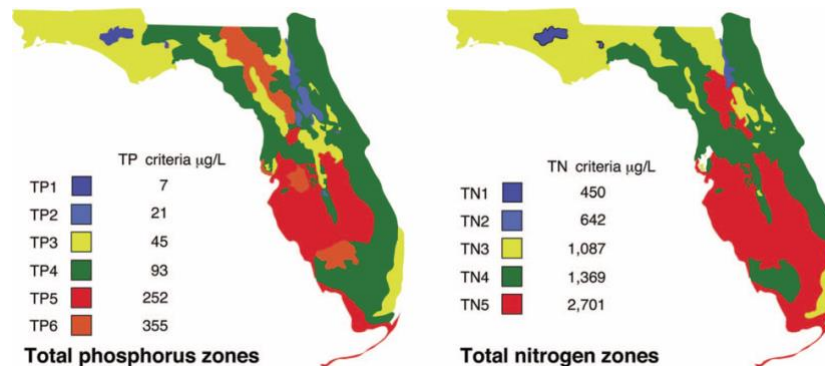 TP criteria µg/L
TP1 7
TP2 21
TP3 45
TP4 93
TP5 252
TP6 355
Total phosphorus zones
TN criteria µg/L
TN1 450
TN2 642
TN3 1,087
TN4 1,369
TN5 2,701
Total nitrogen zones